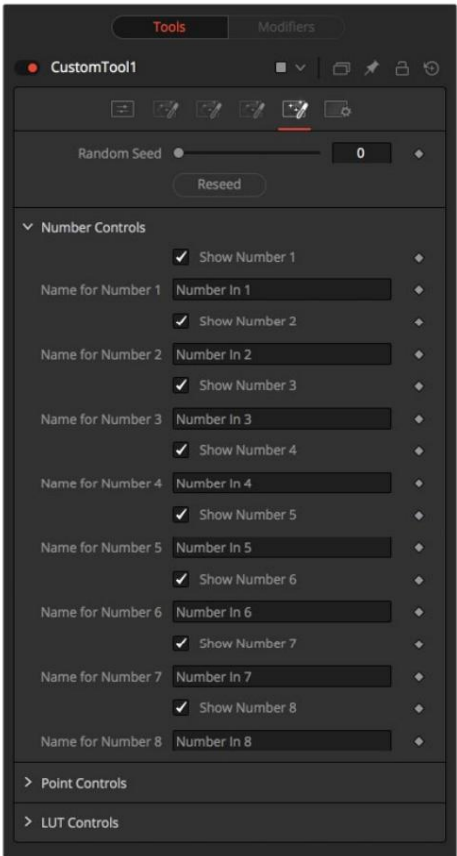 Tools Modifiers
CustomTool1
Random Seed 0
Reseed
Number Controls
Show Number 1
Name for Number 1 Number In 1
Show Number 2
Name for Number 2 Number In 2
Show Number 3
Name for Number 3 Number In 3
Show Number 4
Name for Number 4 Number In 4
Show Number 5
Name for Number 5 Number In 5
Show Number 6
Name for Number 6 Number In 6
Show Number 7
Name for Number 7 Number In 7
Show Number 8
Name for Number 8 Number In 8
Point Controls
LUT Controls